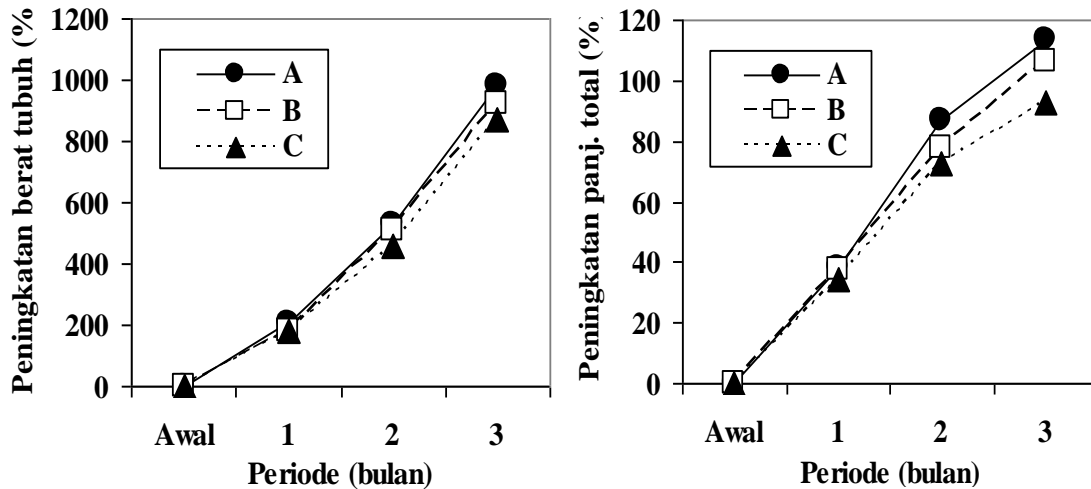 Peningkatan berat tubuh (%
1200
1000
800
600
400
200
0
A
B
C
Awal 1 2 3
Periode (bulan)
Peningkatan panj. total (%)
120
100
80
60
40
20
0
A
B
C
Awal 1 2 3
Periode (bulan)